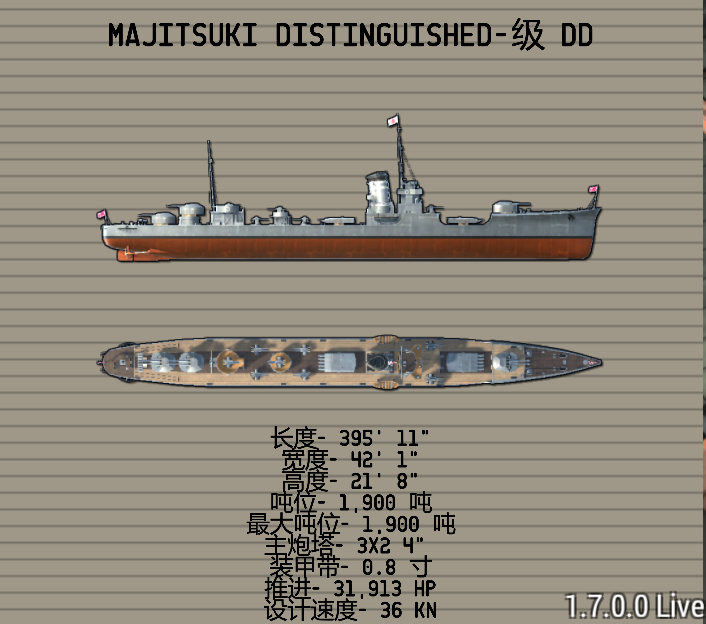 MAJITSUKI DISTINGUISHED-级 DD
长度- 395' 11"
宽度- 42' 1"
高度- 21' 8"
吨位- 1,900 吨
最大吨位- 1,900 吨
主炮塔- 3X2 4"
装甲带- 0.8 寸
推进- 31,913 HP
设计速度- 36 KN
1.7.0.0 Live